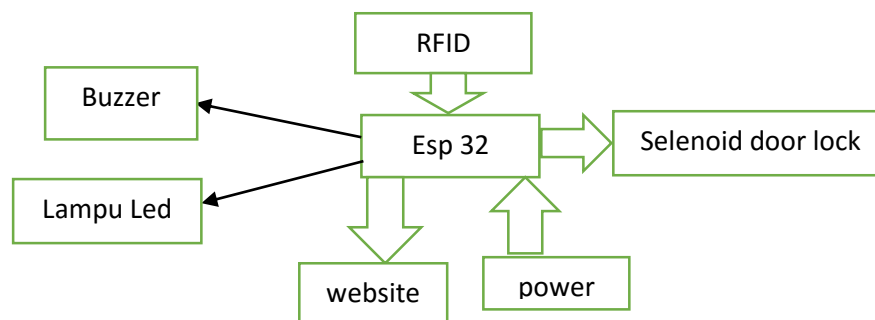 RFID
Buzzer
Esp 32
Selenoid door lock
Lampu Led
website
power